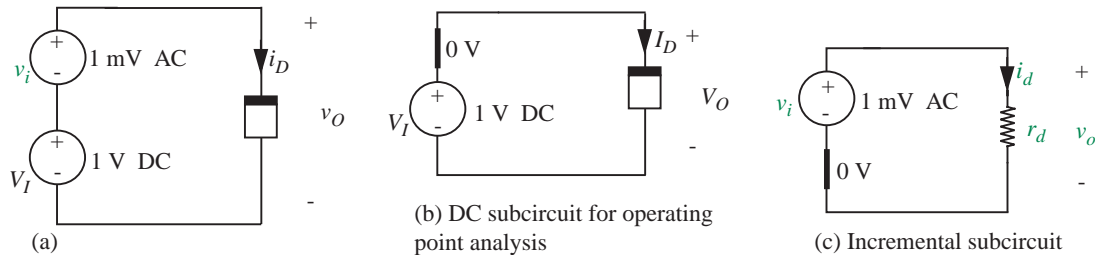 +
+
1 mV AC
-
v_i
i_D
v_O
+
1 V DC
-
V_I
-
(a)
0 V
I_D
+
+
1 V DC
-
V_I
V_O
-
(b) DC subcircuit for operating
point analysis
+
1 mV AC
-
v_i
i_d
+
r_d
v_o
0 V
-
(c) Incremental subcircuit